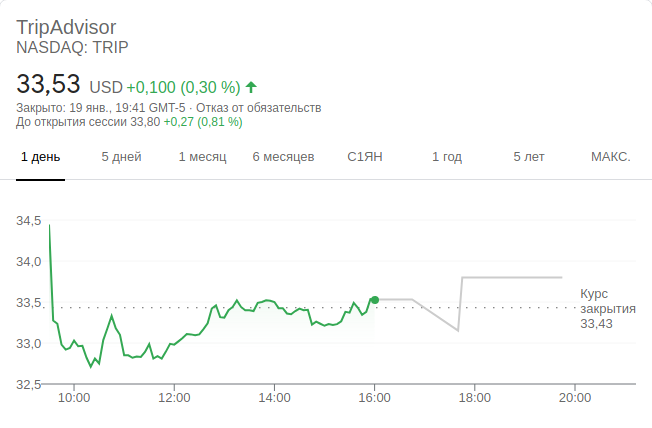 TripAdvisor
NASDAQ: TRIP
33,53 USD +0,100 (0,30 %)
Закрыто: 19 янв., 19:41 GMT-5 · Отказ от обязательств
До открытия сессии 33,80 +0,27 (0,81 %)
1 день 5 дней 1 месяц 6 месяцев С1ЯН 1 год 5 лет МАКС.
34,5
34,0
33,5
33,0
32,5
Курс
закрытия
33,43
10:00 12:00 14:00 16:00 18:00 20:00